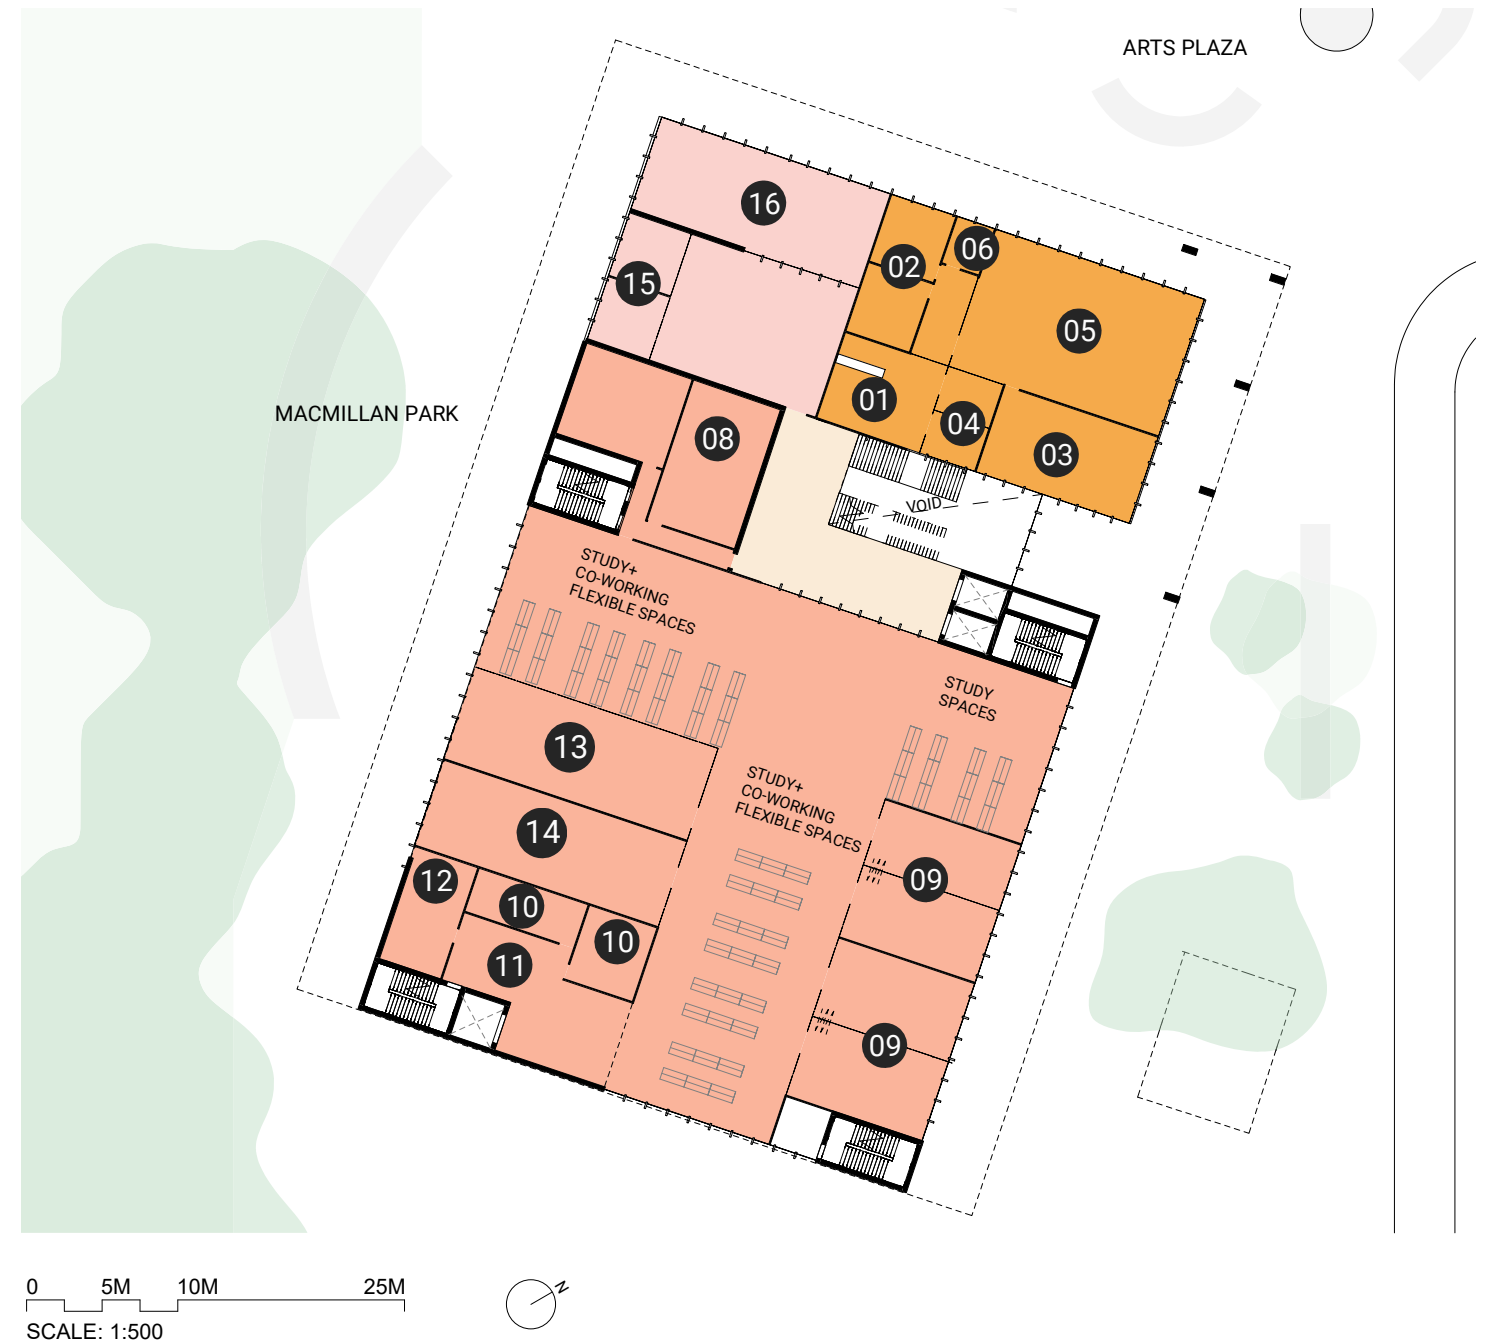 ARTS PLAZA
16
06
02
15
05
MACMILLAN PARK
01
04
08
03
VOID
STUDY+
CO-WORKING
FLEXIBLE SPACES
STUDY
SPACES
13
STUDY+
CO-WORKING
FLEXIBLE SPACES
14
12
09
10
10
11
09
0 5M 10M 25M
N
SCALE: 1:500